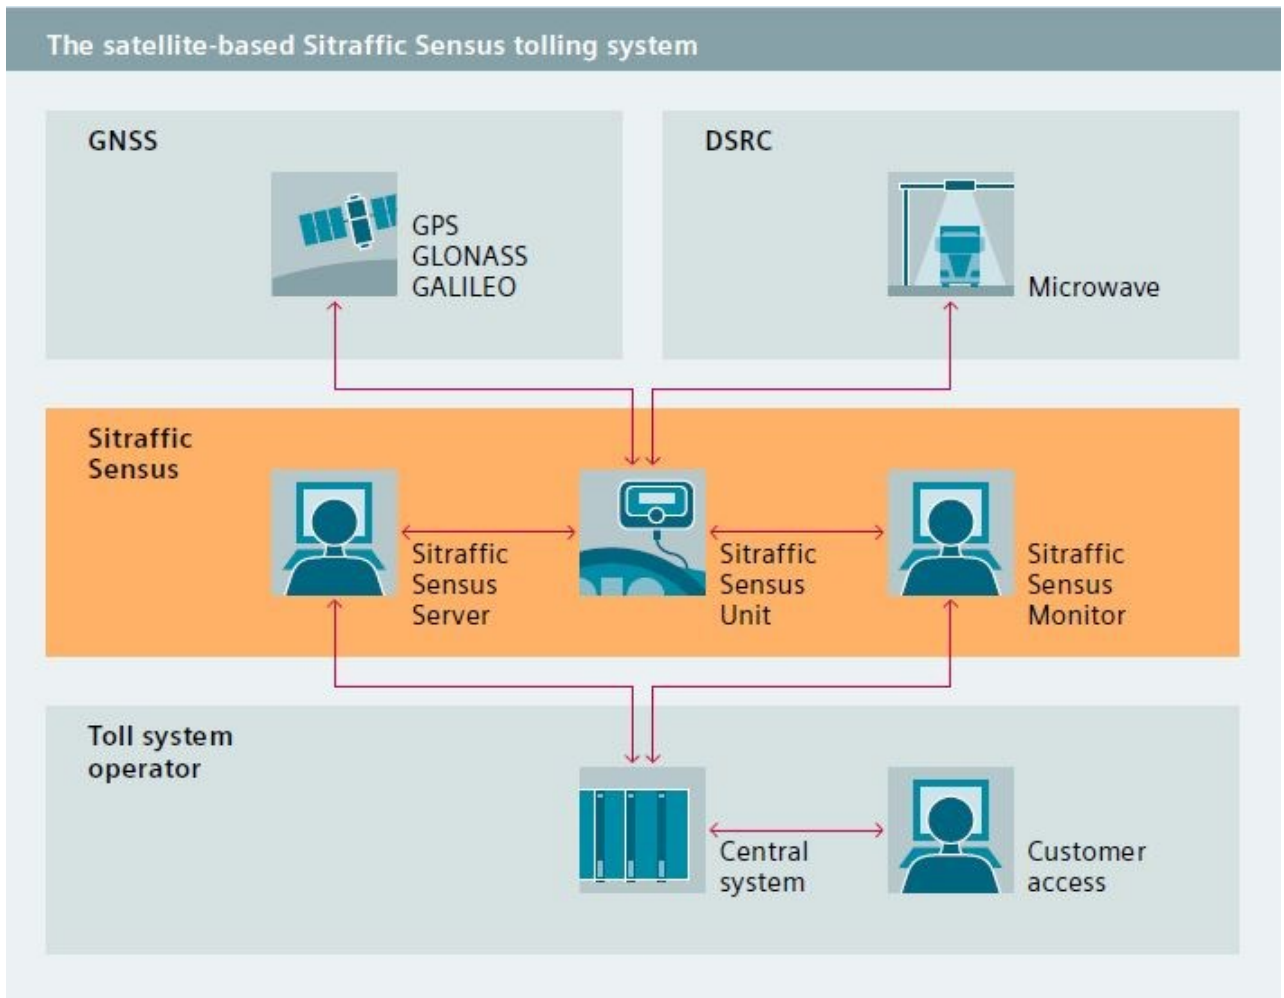 The satellite-based Sitraffic Sensus tolling system
GNSS
GPS
GLONASS
GALILEO
DSRC
Microwave
Sitraffic
Sensus
Sitraffic
Sensus
Server
Sitraffic
Sensus
Unit
Sitraffic
Sensus
Monitor
Toll system
operator
Central
system
Customer
access